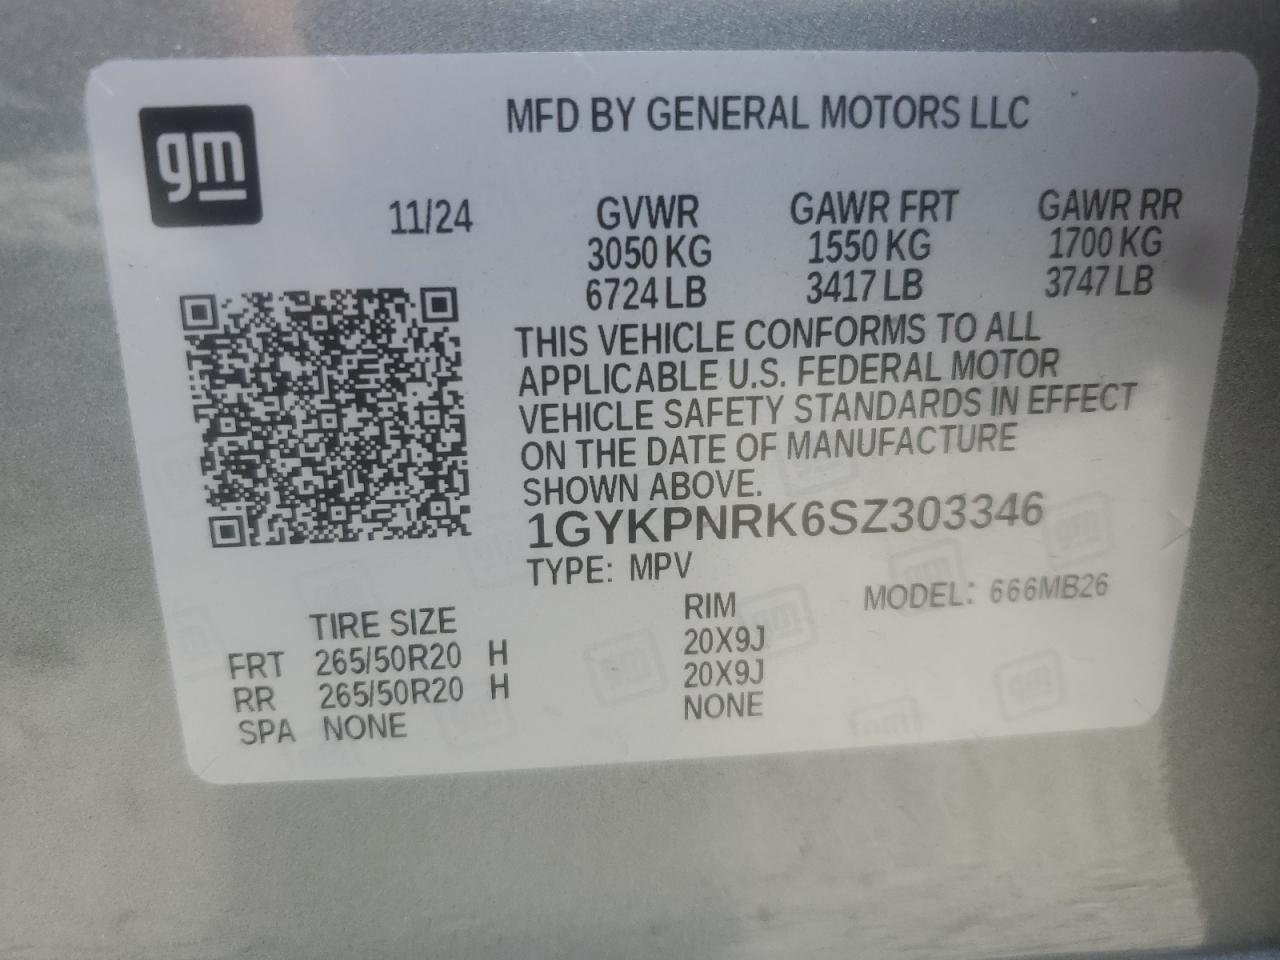 gm
MFD BY GENERAL MOTORS LLC
11/24 GVWR GAWR FRT GAWR RR
3050 KG 1550 KG 1700 KG
6724 LB 3417 LB 3747 LB
THIS VEHICLE CONFORMS TO ALL
APPLICABLE U.S. FEDERAL MOTOR
VEHICLE SAFETY STANDARDS IN EFFECT
ON THE DATE OF MANUFACTURE
SHOWN ABOVE.
1GYKPNRK6SZ303346
TYPE: MPV
MODEL: 666MB26
TIRE SIZE RIM
FRT 265/50R20 H 20X9J
RR 265/50R20 H 20X9J
SPA NONE NONE